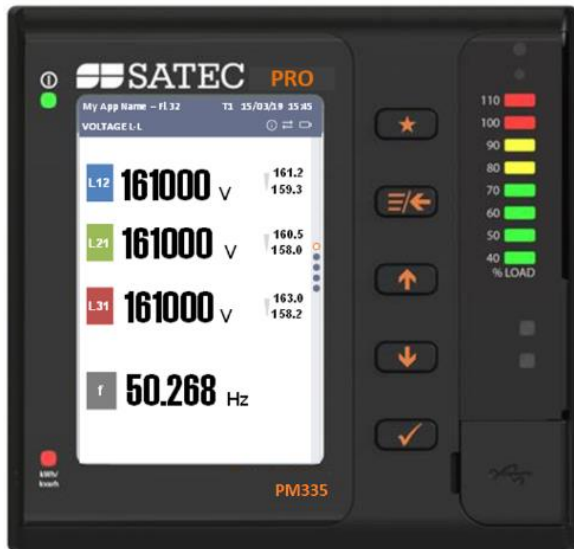 SATEC PRO
My App Name – Fl 32 T1 15/03/19 15:45
VOLTAGE L-L
L12 161000 V 161.2
159.3
L21 161000 V 160.5
158.0
L31 161000 V 163.0
158.2
f 50.268 Hz
kWh/
kvarh
PM335
110
100
90
80
70
60
50
40
% LOAD